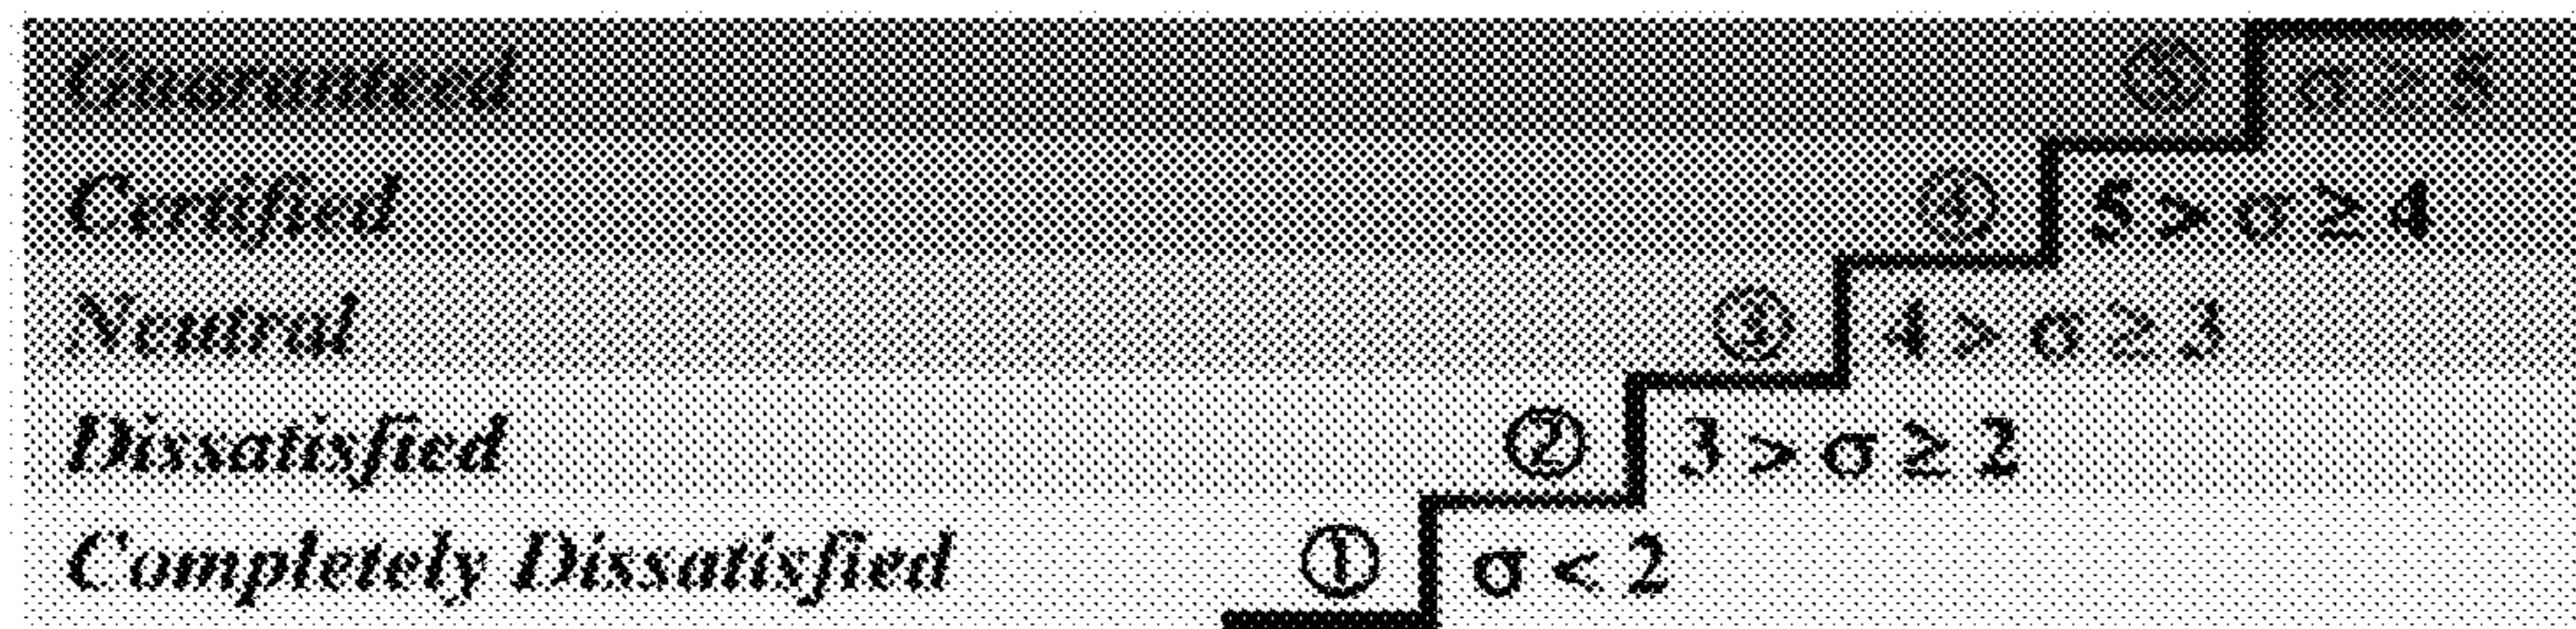 Guaranteed ⑤ σ ≥ 5
Certified ④ 5 > σ ≥ 4
Neutral ③ 4 > σ ≥ 3
Dissatisfied ② 3 > σ ≥ 2
Completely Dissatisfied ① σ < 2